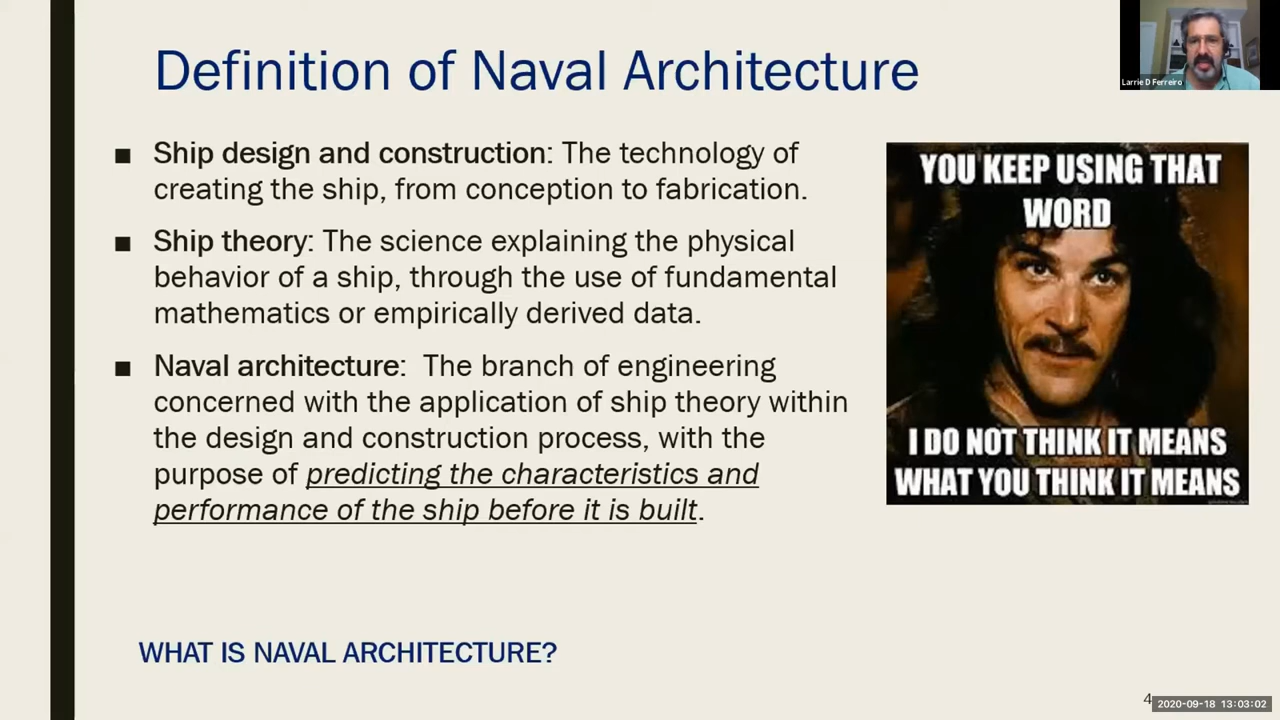 Definition of Naval Architecture
Larrie D Ferreiro
■ Ship design and construction: The technology of
creating the ship, from conception to fabrication.
■ Ship theory: The science explaining the physical
behavior of a ship, through the use of fundamental
mathematics or empirically derived data.
■ Naval architecture: The branch of engineering
concerned with the application of ship theory within
the design and construction process, with the
purpose of predicting the characteristics and
performance of the ship before it is built.
YOU KEEP USING THAT
WORD
I DO NOT THINK IT MEANS
WHAT YOU THINK IT MEANS
WHAT IS NAVAL ARCHITECTURE?
4
2020-09-18 13:03:02